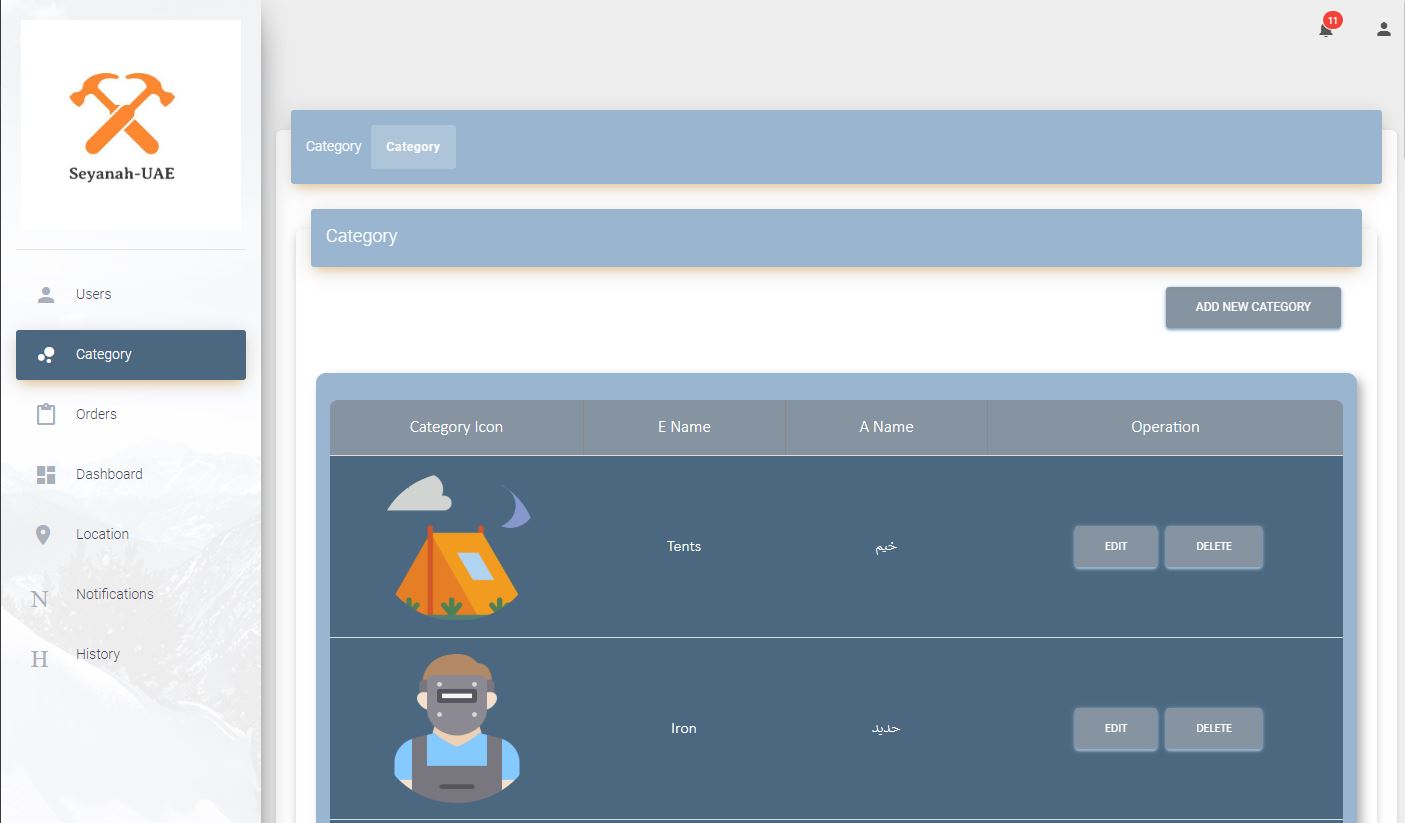 11
Seyanah-UAE
Users
Category
Orders
Dashboard
Location
N Notifications
H History
Category Category
Category
ADD NEW CATEGORY
Category Icon E Name A Name Operation
Tents خيم EDIT DELETE
Iron حديد EDIT DELETE